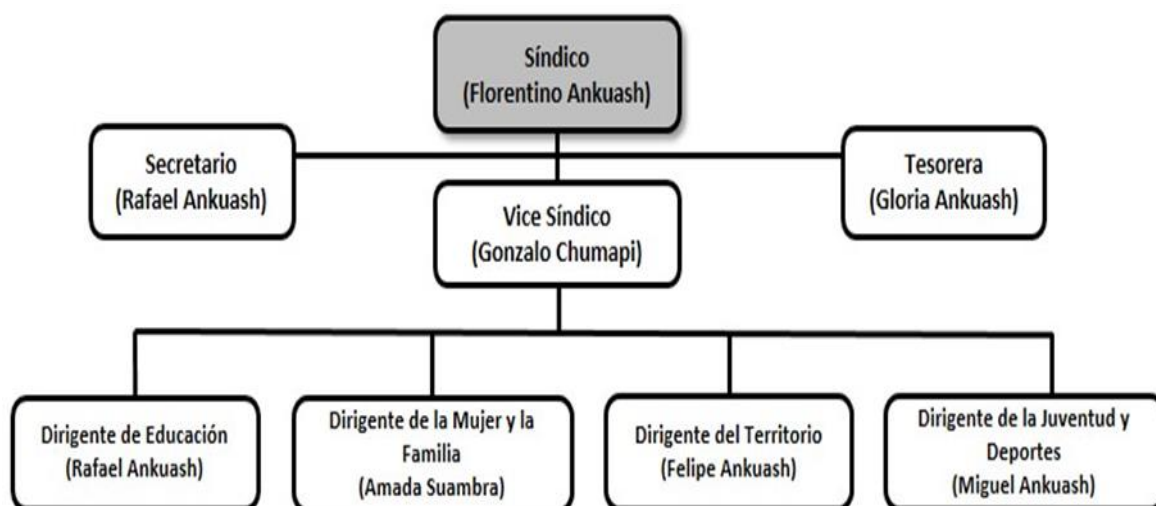 Síndico
(Florentino Ankuash)
Secretario
(Rafael Ankuash)
Tesorera
(Gloria Ankuash)
Vice Síndico
(Gonzalo Chumapi)
Dirigente de Educación
(Rafael Ankuash)
Dirigente de la Mujer y la
Familia
(Amada Suambra)
Dirigente del Territorio
(Felipe Ankuash)
Dirigente de la Juventud y
Deportes
(Miguel Ankuash)